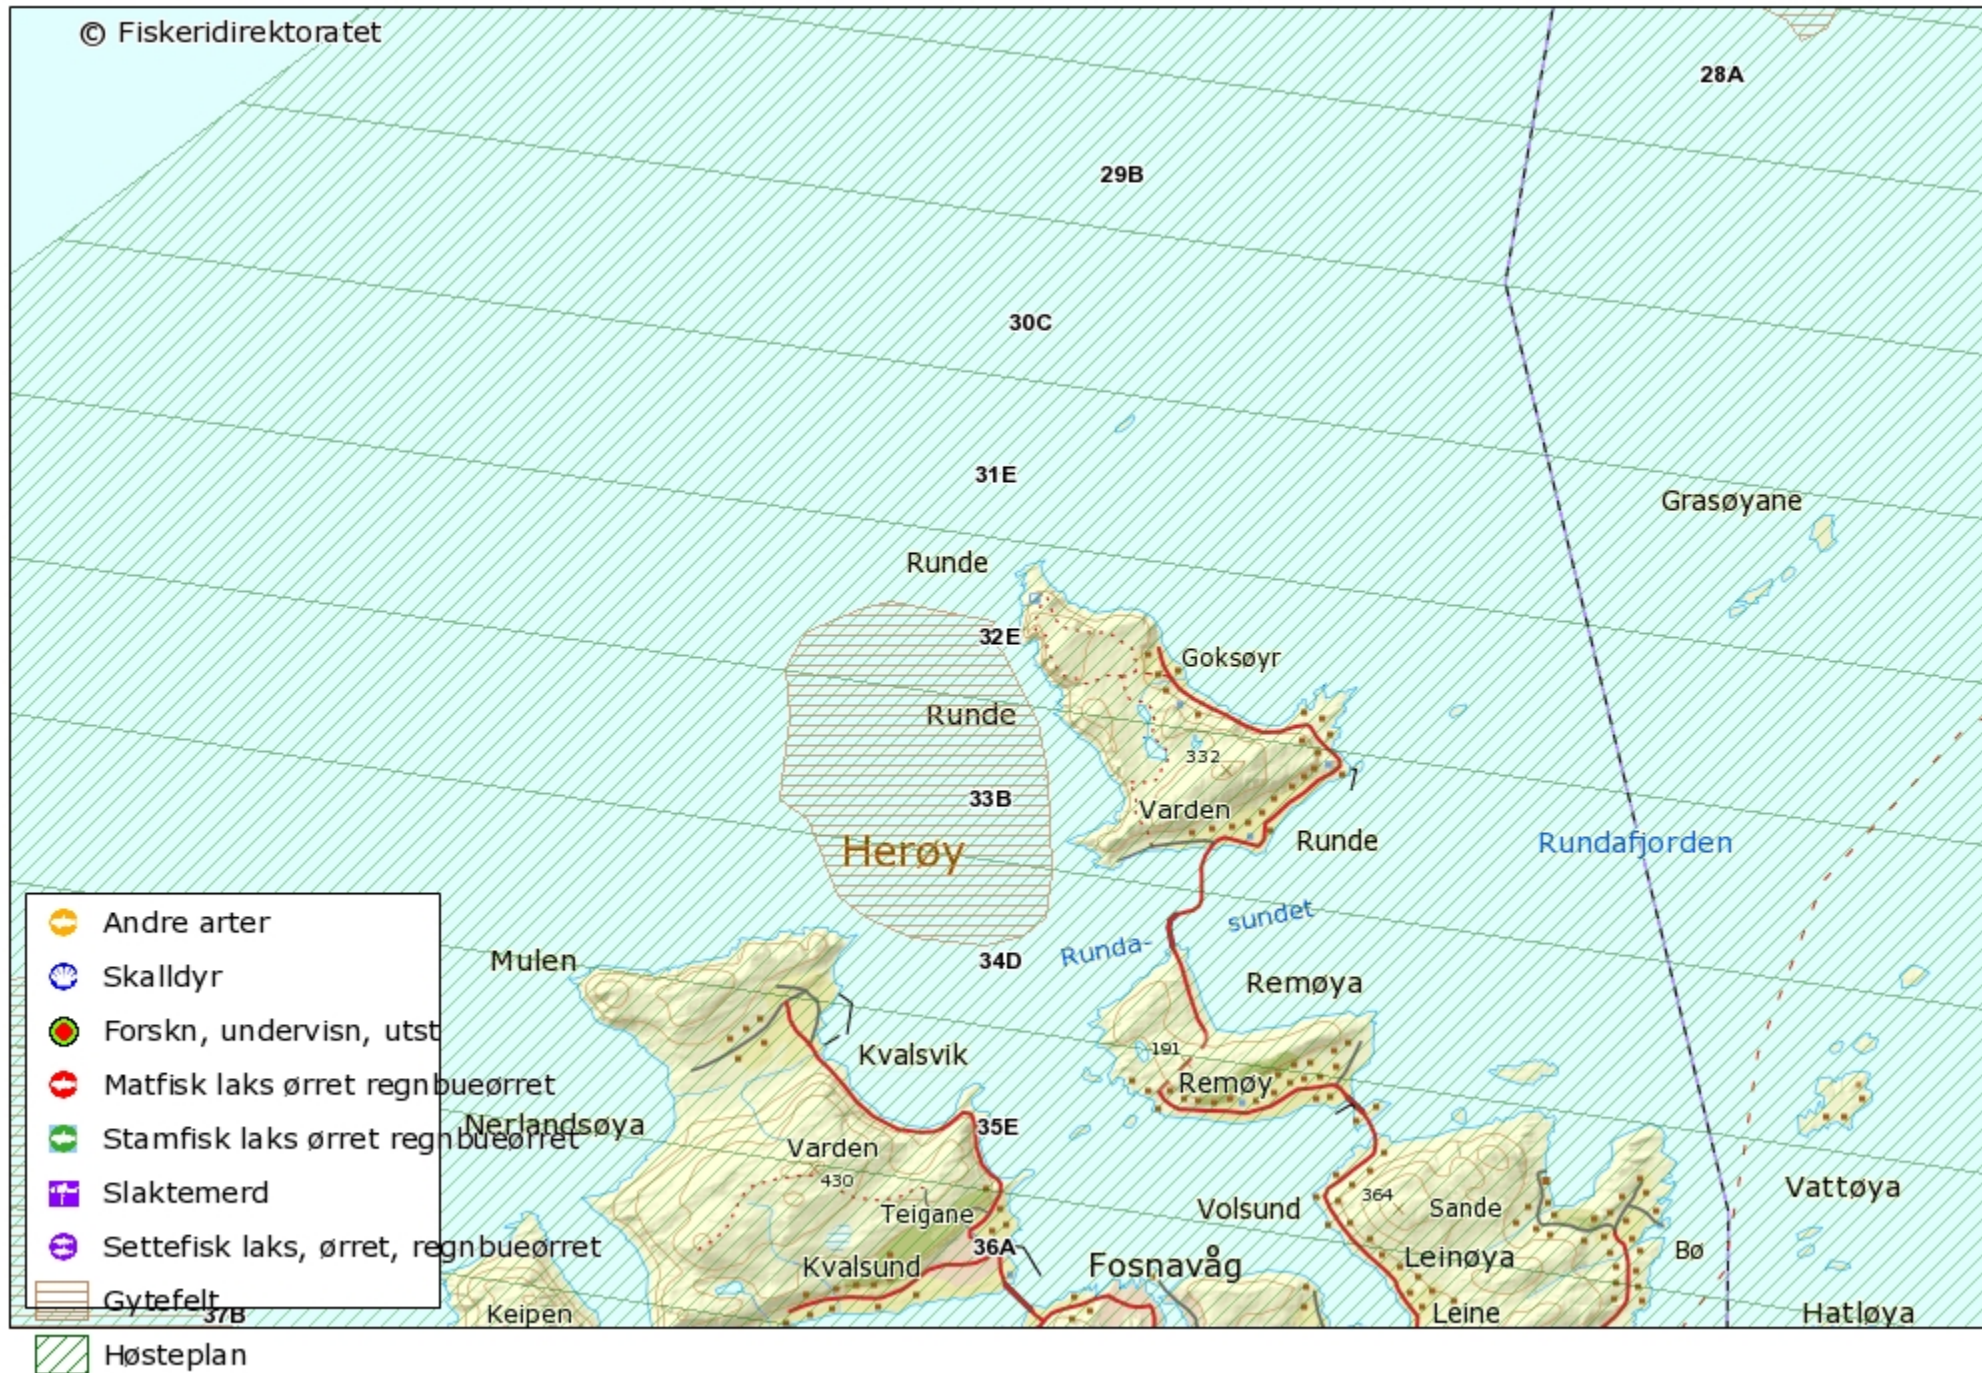 © Fiskeridirektoratet
28A
29B
30C
31E
Grasøyane
Runde
32E
Goksøyr
Runde
332
33B
Varden
Runde
Rundafjorden
Herøy
sundet
Runda-
Mulen
34D
Remøya
191
Kvalsvik
Remøy
Nerlandsøya
35E
Varden
430
Vattøya
364
Volsund
Sande
Teigane
36A
Bø
Leinøya
Kvalsund
Fosnavåg
Keipen
Leine
Hatløya
37B
Andre arter
Skalldyr
Forskn, undervisn, utst
Matfisk laks ørret regnbueørret
Stamfisk laks ørret regnbueørret
Slaktemerd
Settefisk laks, ørret, regnbueørret
Gytefelt
Høsteplan